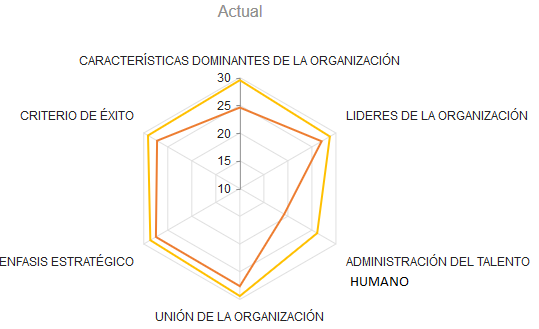 Actual
CARACTERÍSTICAS DOMINANTES DE LA ORGANIZACIÓN
30
CRITERIO DE ÉXITO
25
LIDERES DE LA ORGANIZACIÓN
20
15
10
ENFASIS ESTRATÉGICO
ADMINISTRACIÓN DEL TALENTO
HUMANO
UNIÓN DE LA ORGANIZACIÓN